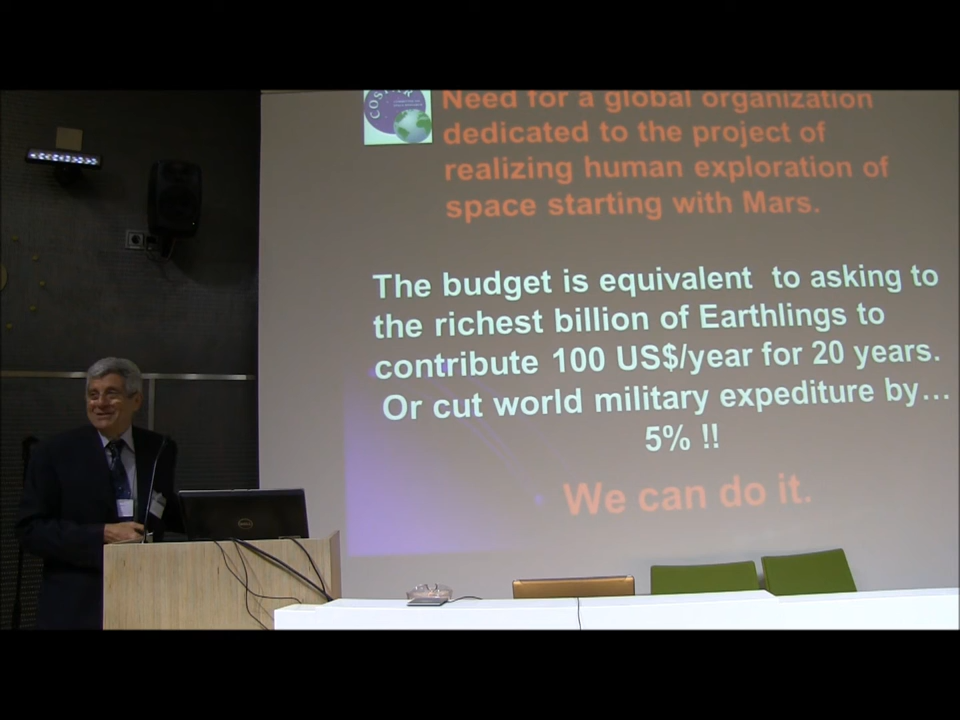 Need for a global organization
dedicated to the project of
realizing human exploration of
space starting with Mars.
The budget is equivalent to asking to
the richest billion of Earthlings to
contribute 100 US$/year for 20 years.
Or cut world military expediture by...
5% !!
We can do it.
DELL